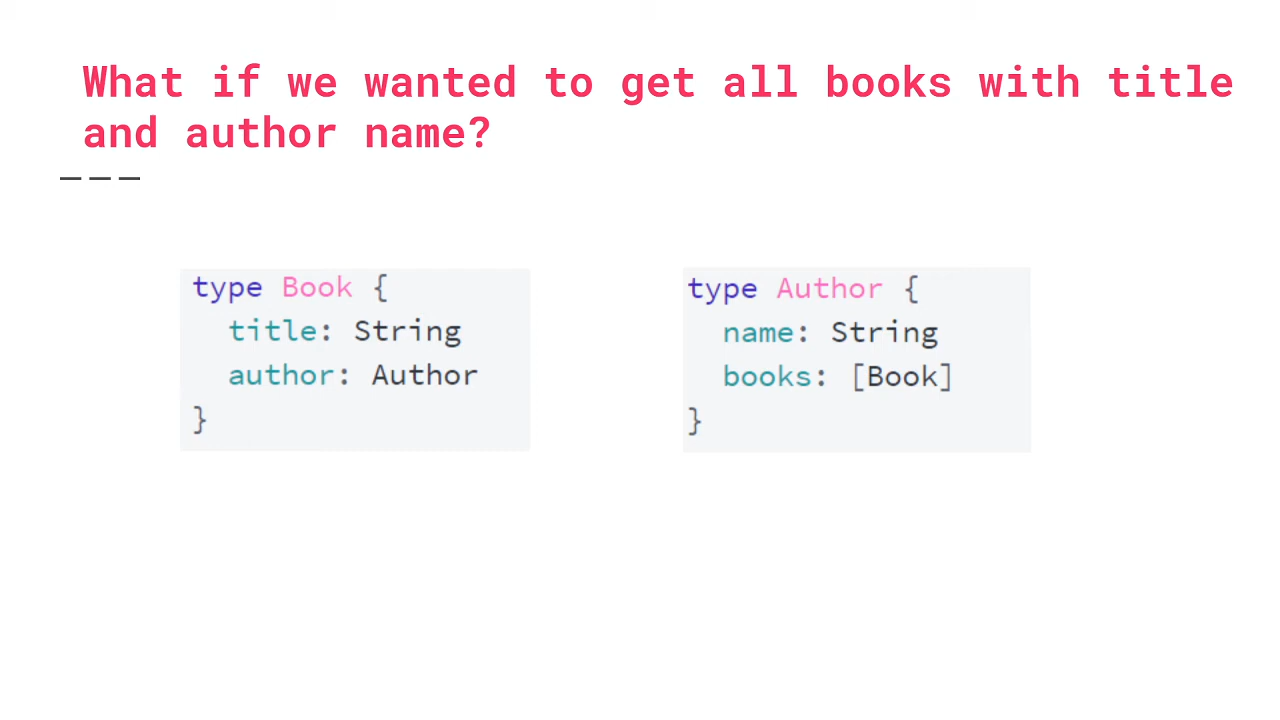 What if we wanted to get all books with title
and author name?
type Book {
  title: String
  author: Author
}
type Author {
  name: String
  books: [Book]
}